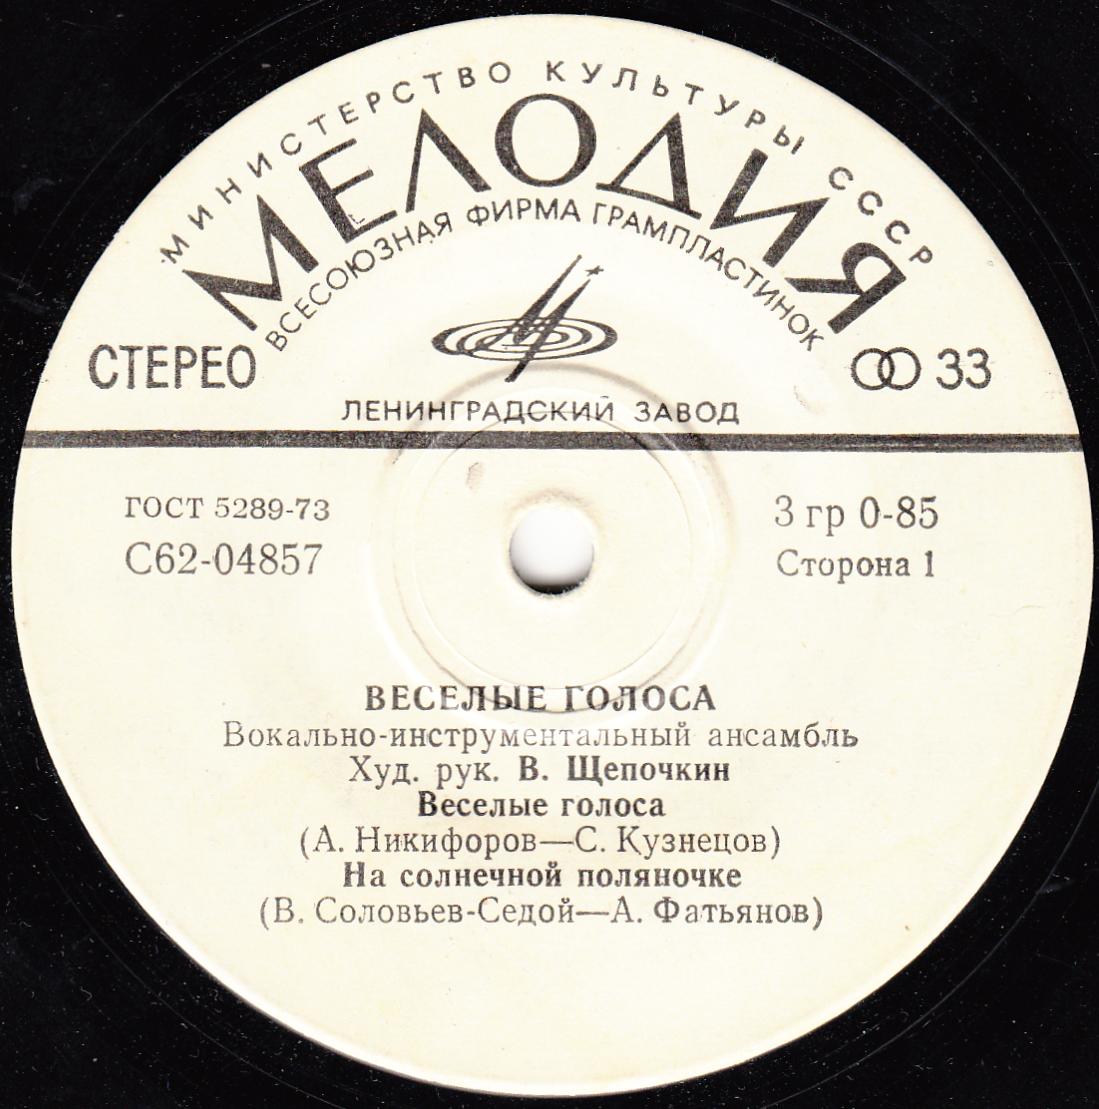 МИНИСТЕРСТВО КУЛЬТУРЫ СССР
МЕЛОДИЯ
ВСЕСОЮЗНАЯ ФИРМА ГРАМПЛАСТИНОК
СТЕРЕО 33
ЛЕНИНГРАДСКИЙ ЗАВОД
ГОСТ 5289-73 3 гр 0-85
С62-04857 Сторона 1
ВЕСЕЛЫЕ ГОЛОСА
Вокально-инструментальный ансамбль
Худ. рук. В. Щепочкин
Веселые голоса
(А. Никифоров—С. Кузнецов)
На солнечной поляночке
(В. Соловьев-Седой—А. Фатьянов)